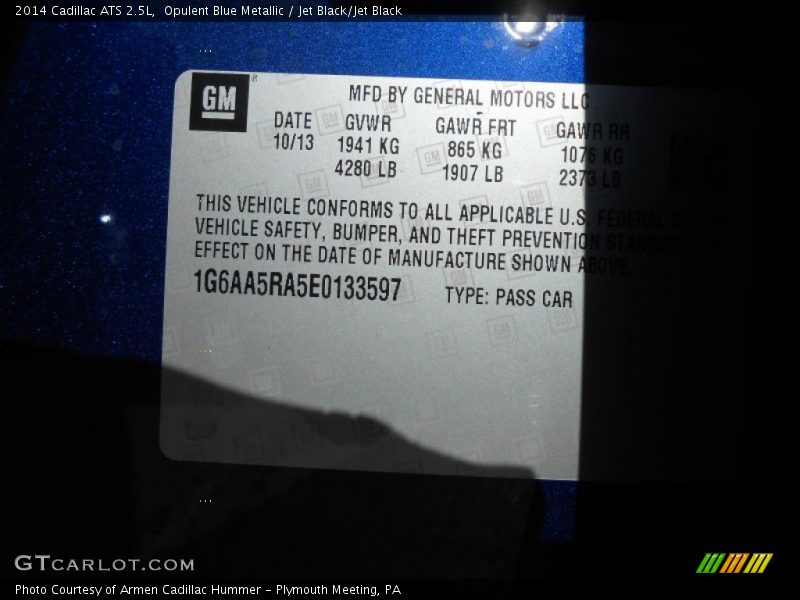 2014 Cadillac ATS 2.5L,  Opulent Blue Metallic / Jet Black/Jet Black
GM ®
MFD BY GENERAL MOTORS LLC
DATE GVWR GAWR FRT GAWR RR
10/13 1941 KG 865 KG 1076 KG
4280 LB 1907 LB 2373 LB
THIS VEHICLE CONFORMS TO ALL APPLICABLE U.S. FEDERAL
VEHICLE SAFETY, BUMPER, AND THEFT PREVENTION STANDARDS
EFFECT ON THE DATE OF MANUFACTURE SHOWN ABOVE.
1G6AA5RA5E0133597 TYPE: PASS CAR
GTCARLOT.COM
Photo Courtesy of Armen Cadillac Hummer - Plymouth Meeting, PA